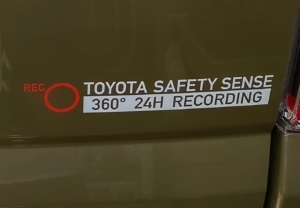 REC
TOYOTA SAFETY SENSE
360° 24H RECORDING